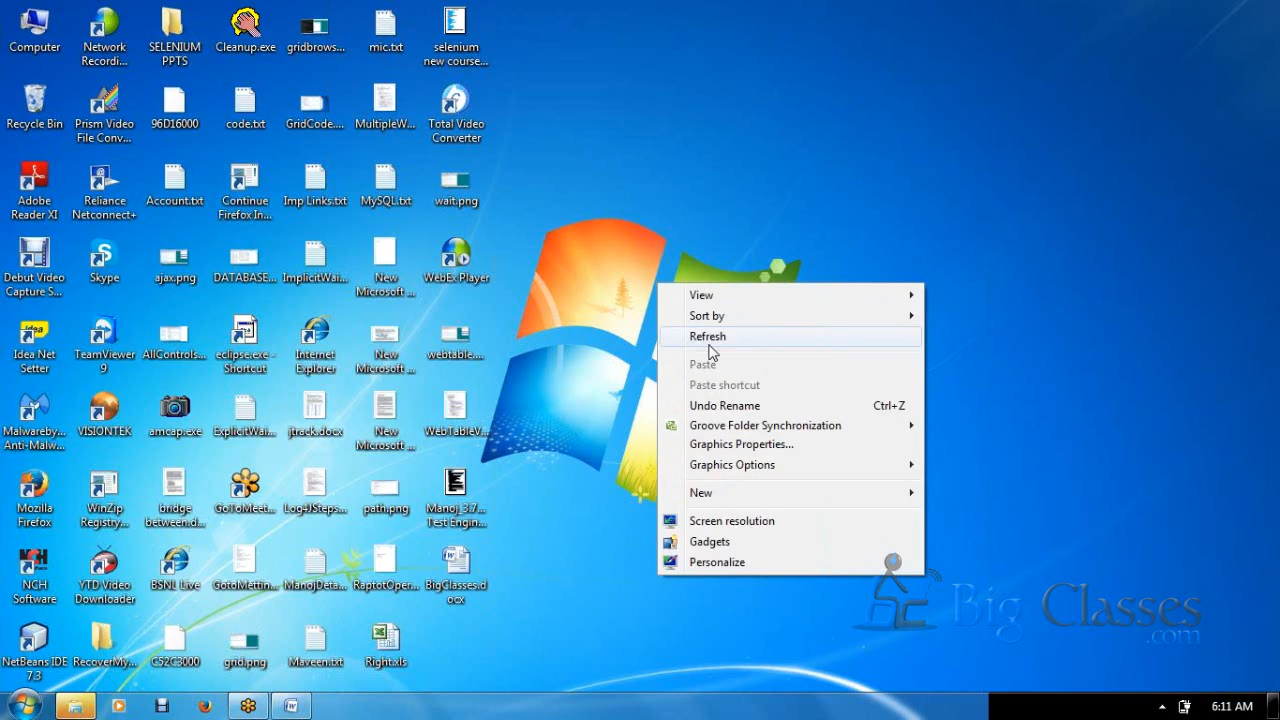 Computer
Network
Recordi...
SELENIUM
PPTS
Cleanup.exe
gridbrows...
mic.txt
selenium
new course...
Recycle Bin
Prism Video
File Conv...
96D16000
code.txt
GridCode....
MultipleW...
Total Video
Converter
Adobe
Reader XI
Reliance
Netconnect+
Account.txt
Continue
Firefox In...
Imp Links.txt
MySQL.txt
wait.png
Debut Video
Capture S...
Skype
ajax.png
DATABASE...
ImplicitWai...
New
Microsoft ...
WebEx Player
Idea Net
Setter
TeamViewer
9
AllControls...
eclipse.exe -
Shortcut
Internet
Explorer
New
Microsoft ...
webtable....
Malwareby...
Anti-Malw...
VISIONTEK
amcap.exe
ExplicitWai...
jtrack.docx
New
Microsoft ...
WebTableV...
Mozilla
Firefox
WinZip
Registry...
bridge
between.d...
GoToMeet...
Log4JSteps...
path.png
Manoj_3.7...
Test Engin...
NCH
Software
YTD Video
Downloader
BSNL Live
GotoMettin...
ManojDeta...
RaptotOper...
BigClasses.d
ocx
NetBeans IDE
7.3
RecoverMy...
C52C3000
grid.png
Maveen.txt
Right.xls
View
Sort by
Refresh
Paste
Paste shortcut
Undo Rename Ctrl+Z
Groove Folder Synchronization
Graphics Properties...
Graphics Options
New
Screen resolution
Gadgets
Personalize
Big Classes
.com
6:11 AM